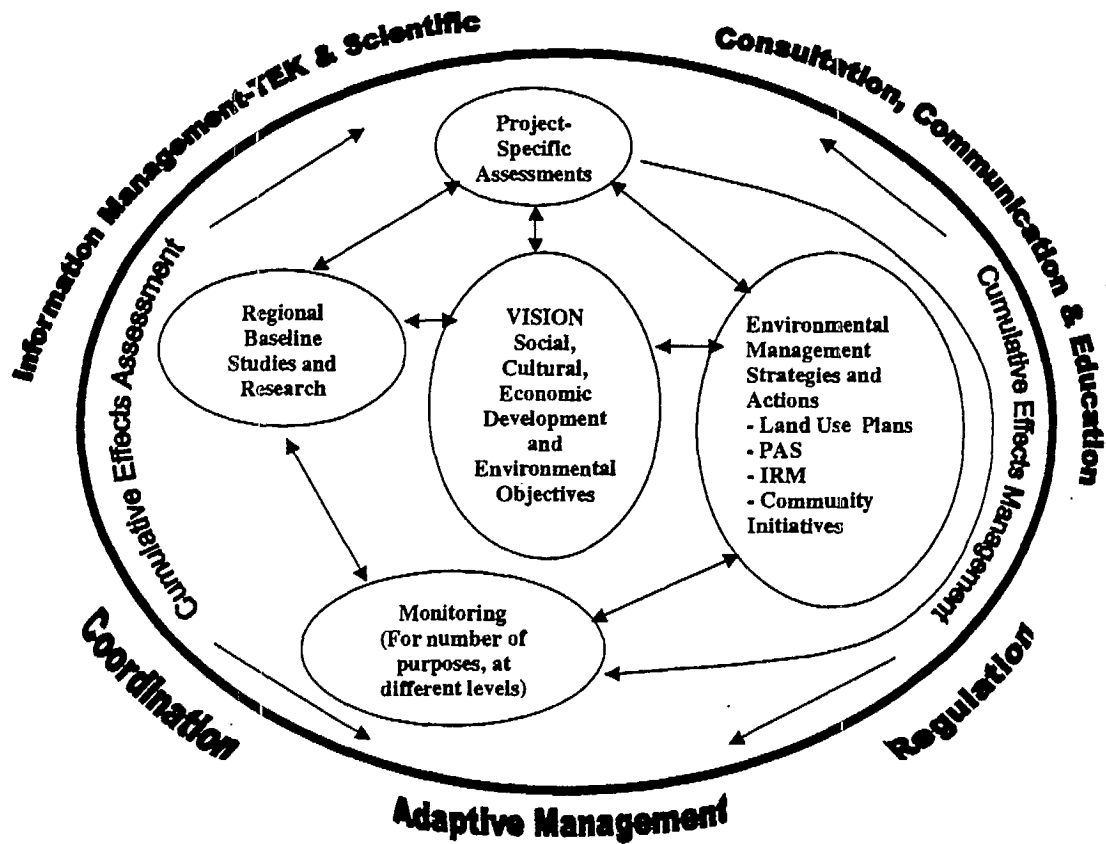 Information Management-TEK & Scientific
Consultation, Communication & Education
Project-
Specific
Assessments
Cumulative Effects Assessment
Cumulative Effects Management
Regional
Baseline
Studies and
Research
VISION
Social,
Cultural,
Economic
Development
and
Environmental
Objectives
Environmental
Management
Strategies and
Actions
- Land Use Plans
- PAS
- IRM
- Community
Initiatives
Monitoring
(For number of
purposes, at
different levels)
Coordination
Regulation
Adaptive Management